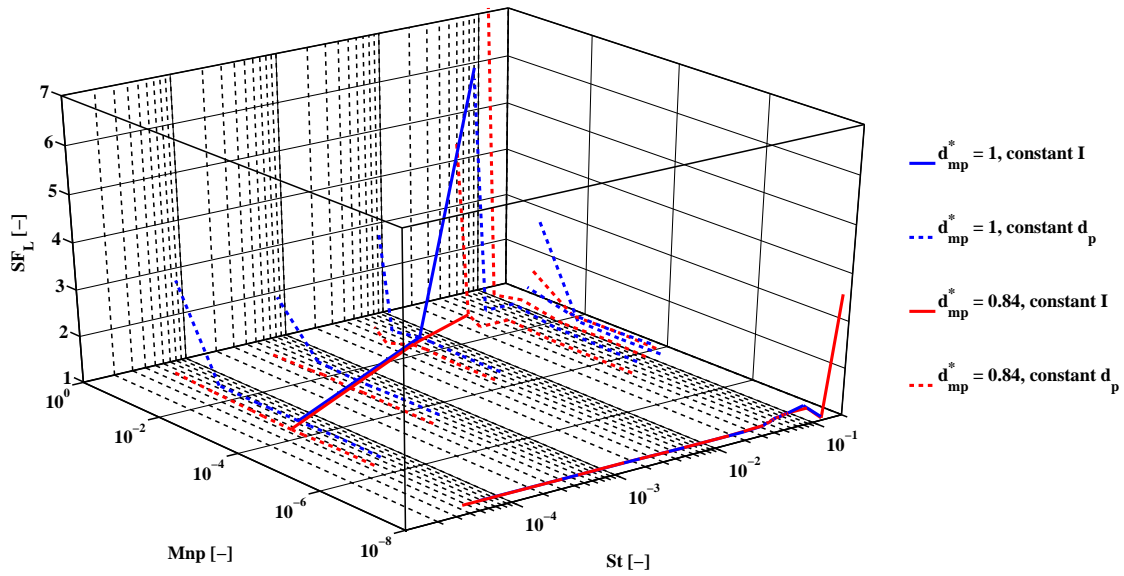 7
6
5
4
3
2
1
SF_L [−]
10^0
10^−2
10^−4
10^−6
10^−8
Mnp [−]
10^−4
10^−3
10^−2
10^−1
St [−]
d^*_mp = 1, constant I
d^*_mp = 1, constant d_p
d^*_mp = 0.84, constant I
d^*_mp = 0.84, constant d_p